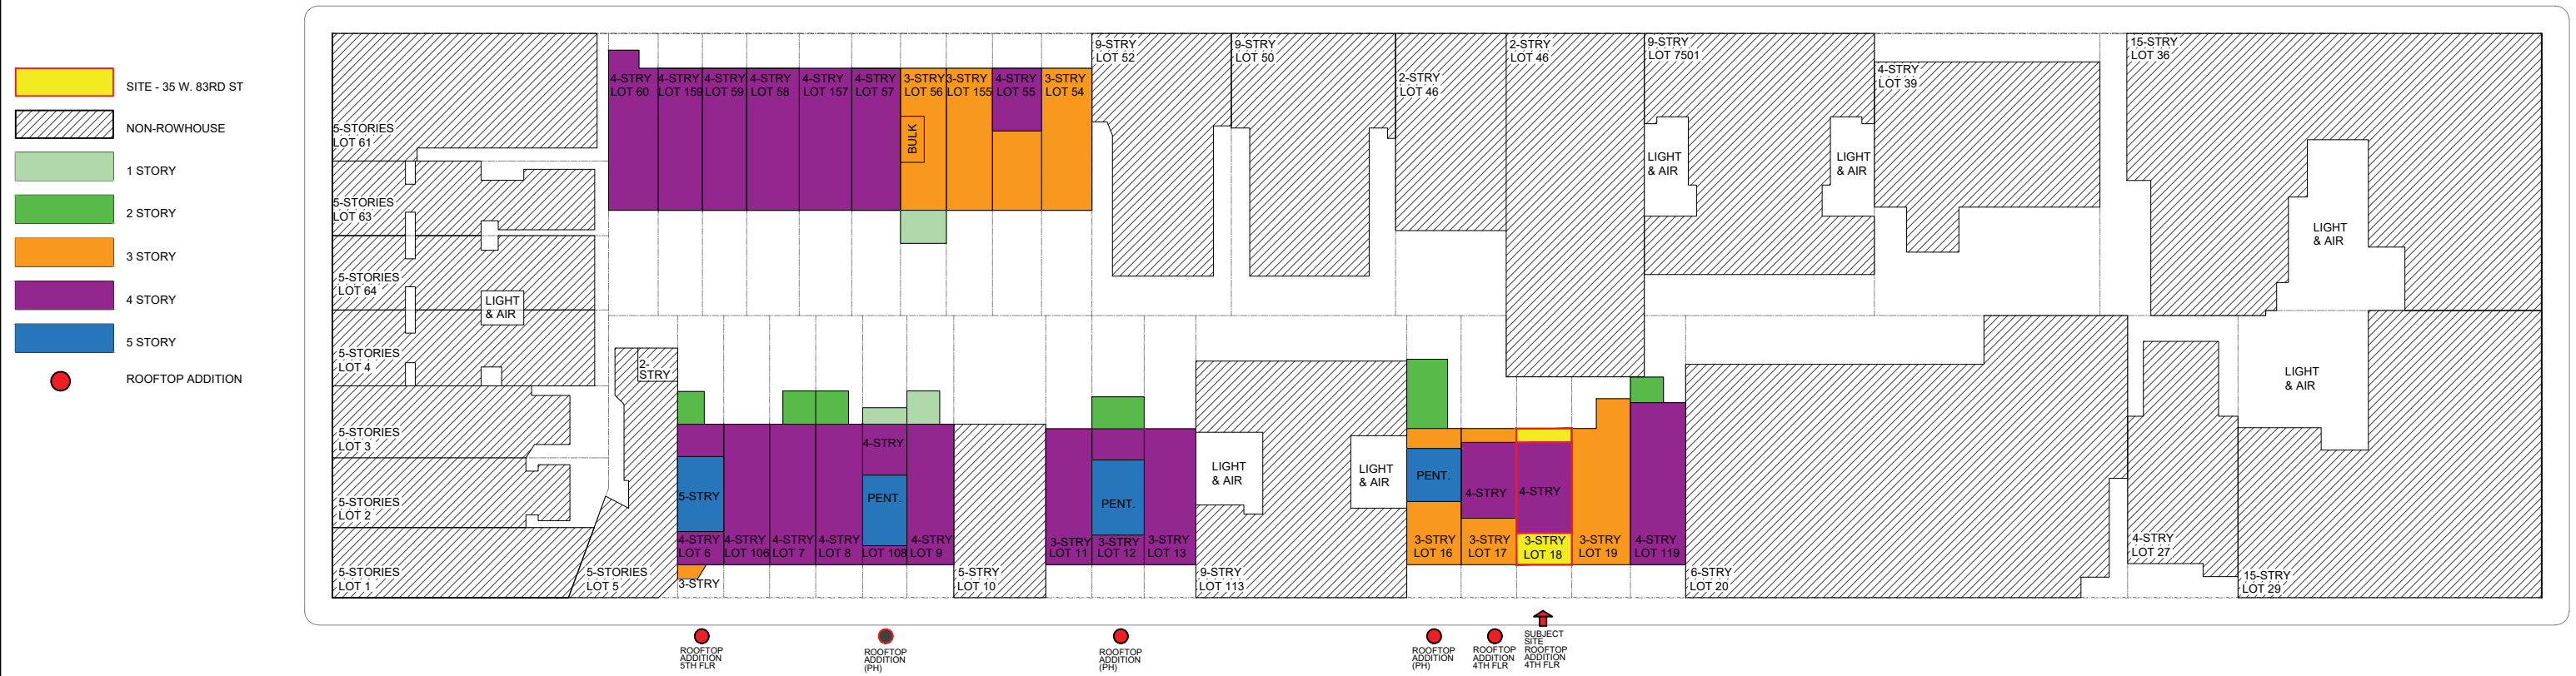 SITE - 35 W. 83RD ST
NON-ROWHOUSE
1 STORY
2 STORY
3 STORY
4 STORY
5 STORY
ROOFTOP ADDITION
5-STORIES
LOT 61
5-STORIES
LOT 63
5-STORIES
LOT 64
LIGHT
& AIR
5-STORIES
LOT 4
5-STORIES
LOT 3
5-STORIES
LOT 2
5-STORIES
LOT 1
4-STRY
LOT 60
4-STRY
LOT 159
4-STRY
LOT 59
4-STRY
LOT 58
4-STRY
LOT 157
4-STRY
LOT 57
3-STRY
LOT 56
BULK
3-STRY
LOT 155
4-STRY
LOT 55
3-STRY
LOT 54
9-STRY
LOT 52
9-STRY
LOT 50
2-STRY
LOT 46
2-STRY
LOT 46
9-STRY
LOT 7501
LIGHT
& AIR
LIGHT
& AIR
4-STRY
LOT 39
15-STRY
LOT 36
LIGHT
& AIR
LIGHT
& AIR
2-
STRY
5-STORIES
LOT 5
5-STRY
4-STRY
LOT 6
3-STRY
4-STRY
LOT 106
4-STRY
LOT 7
4-STRY
LOT 8
4-STRY
PENT.
LOT 108
4-STRY
LOT 9
5-STRY
LOT 10
3-STRY
LOT 11
PENT.
3-STRY
LOT 12
3-STRY
LOT 13
LIGHT
& AIR
LIGHT
& AIR
9-STRY
LOT 113
PENT.
3-STRY
LOT 16
4-STRY
3-STRY
LOT 17
4-STRY
3-STRY
LOT 18
3-STRY
LOT 19
4-STRY
LOT 119
6-STRY
LOT 20
4-STRY
LOT 27
15-STRY
LOT 29
ROOFTOP
ADDITION
5TH FLR
ROOFTOP
ADDITION
(PH)
ROOFTOP
ADDITION
(PH)
ROOFTOP
ADDITION
(PH)
ROOFTOP
ADDITION
4TH FLR
SUBJECT
SITE
ROOFTOP
ADDITION
4TH FLR